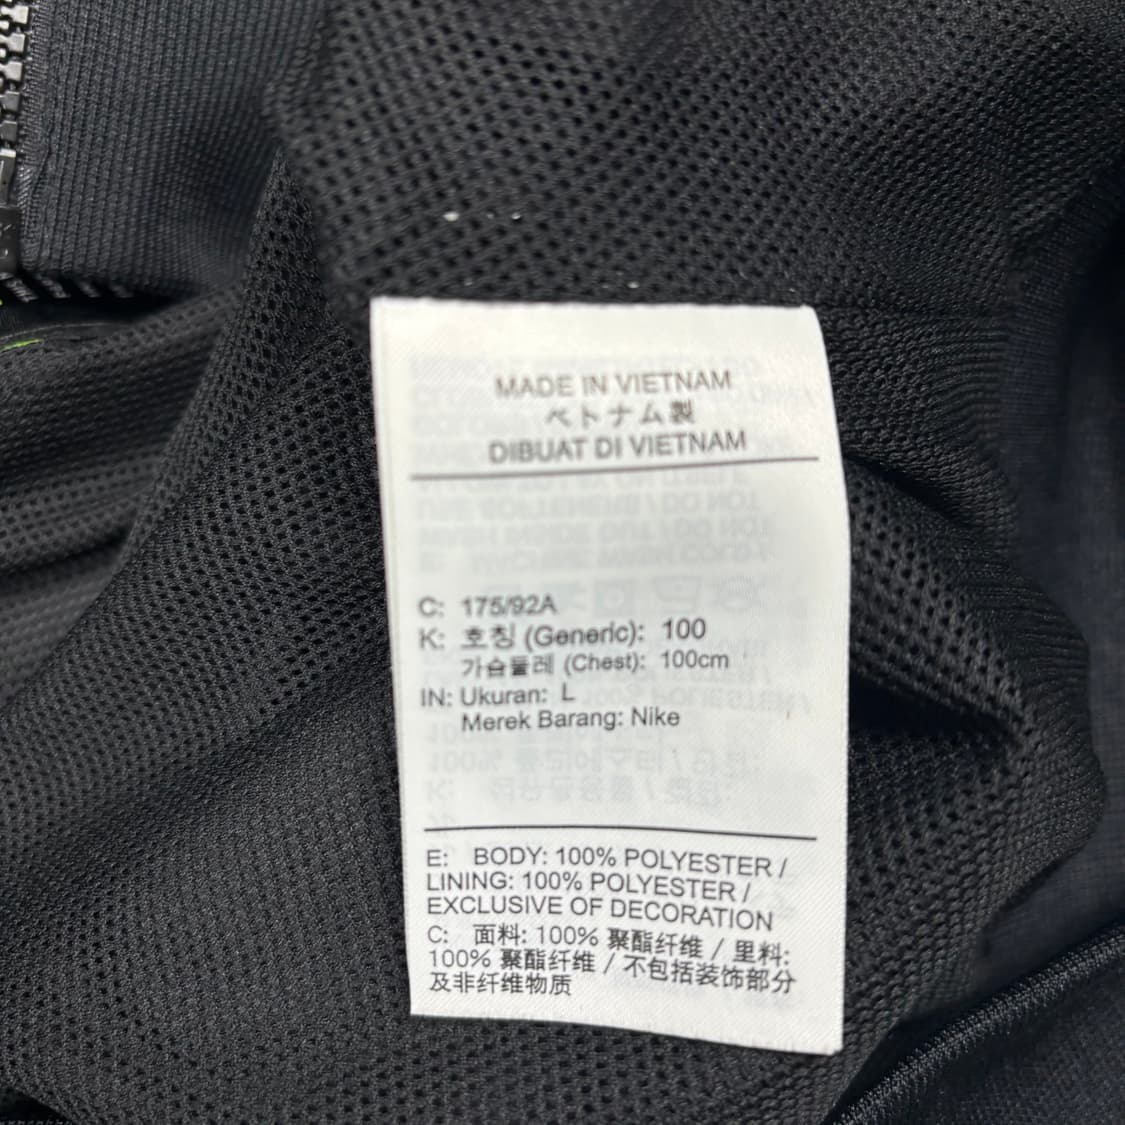 MADE IN VIETNAM
ベトナム製
DIBUAT DI VIETNAM
C: 175/92A
K: 호칭 (Generic): 100
가슴둘레 (Chest): 100cm
IN: Ukuran: L
Merek Barang: Nike
E: BODY: 100% POLYESTER /
LINING: 100% POLYESTER /
EXCLUSIVE OF DECORATION
C: 面料: 100% 聚酯纤维 / 里料:
100% 聚酯纤维 / 不包括装饰部分
及非纤维物质